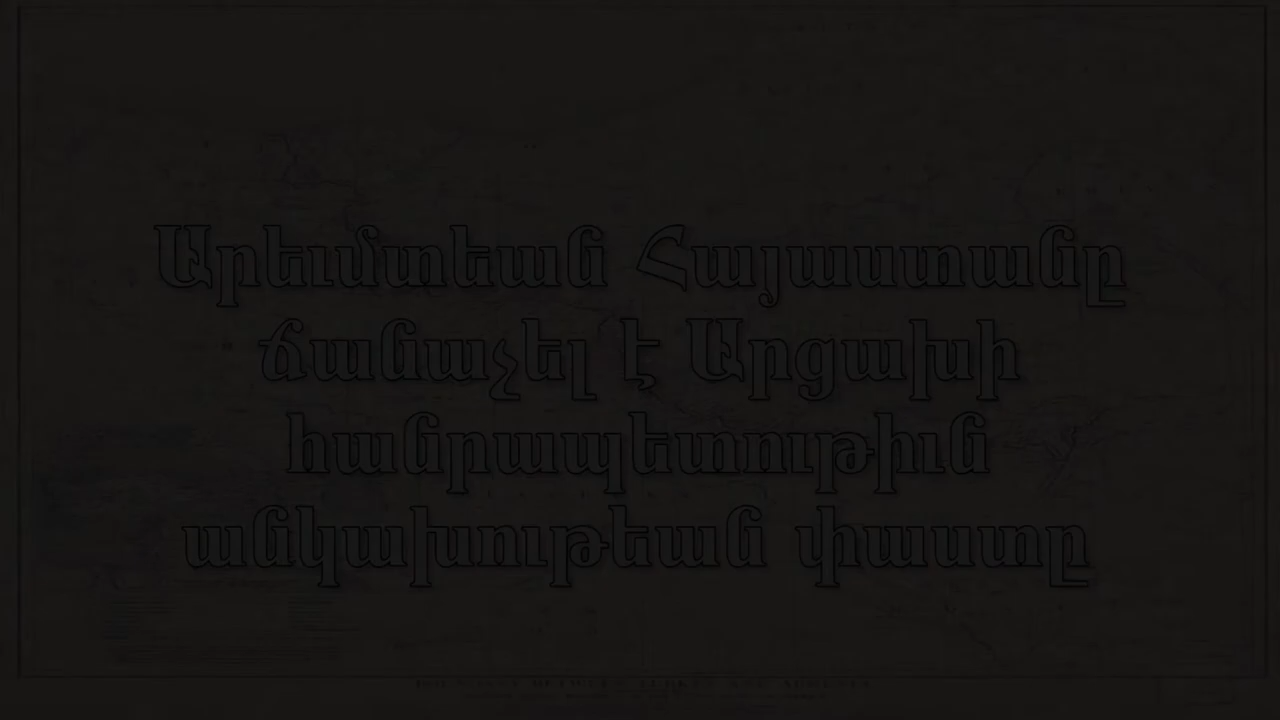 Արեւմտեան Հայաստանը
ճանաչել է Արցախի
հանրապետութիւն
անկախութեան փաստը